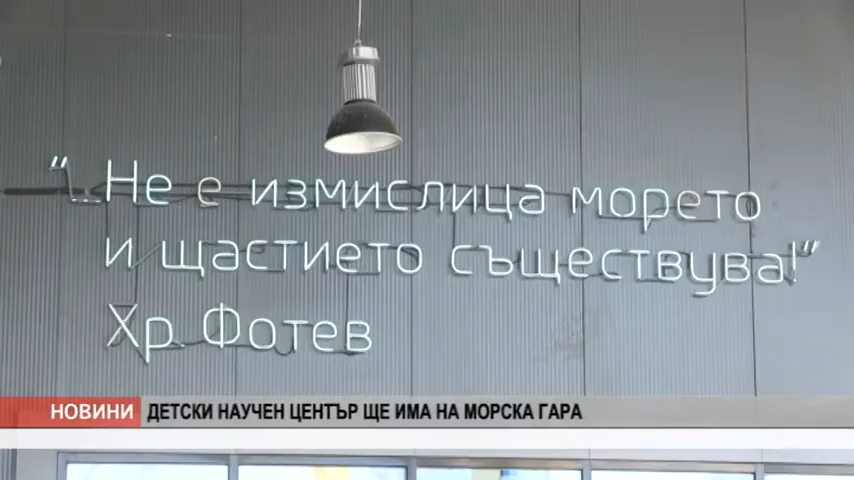 “Не е измислица морето
и щастието съществува!”
Хр. Фотев
НОВИНИ ДЕТСКИ НАУЧЕН ЦЕНТЪР ЩЕ ИМА НА МОРСКА ГАРА